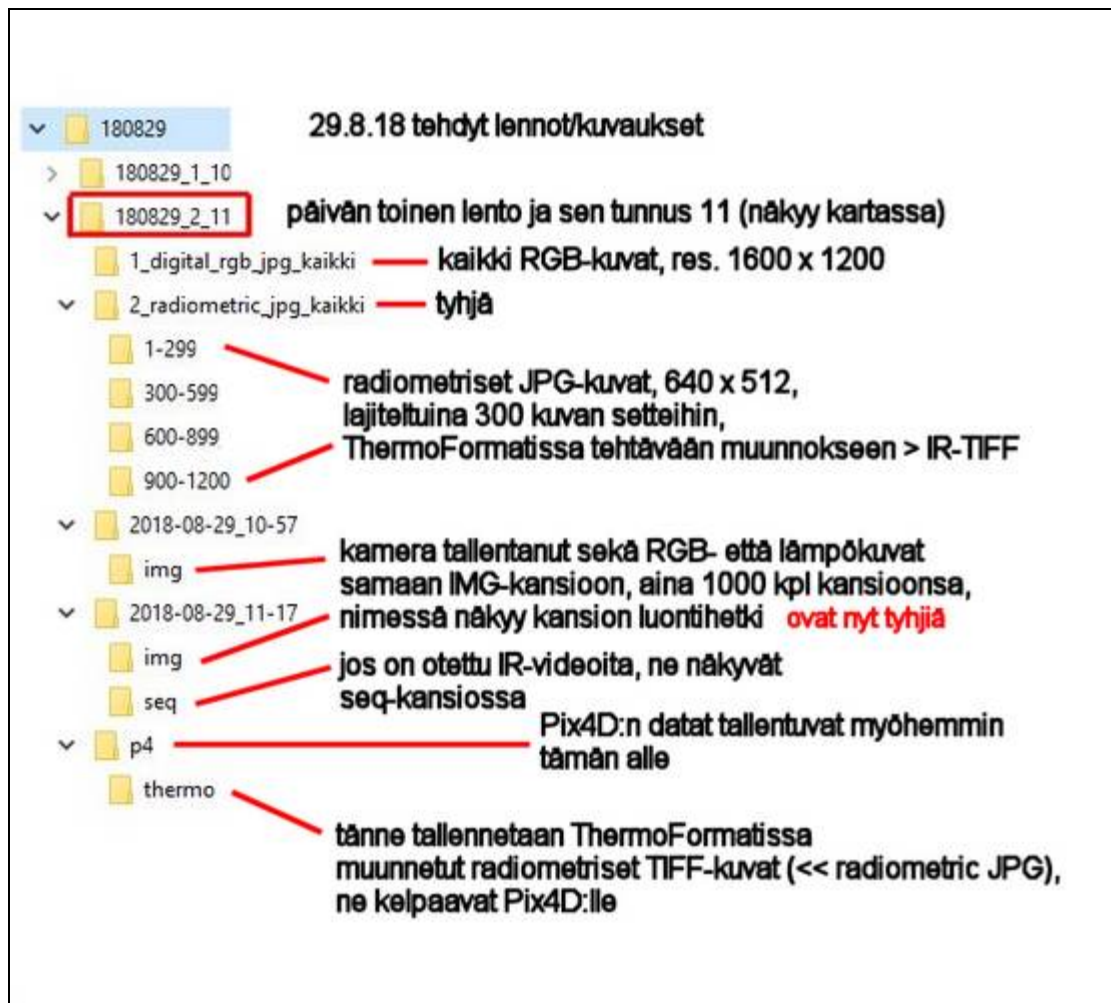 180829 29.8.18 tehdyt lennot/kuvaukset
180829_1_10
180829_2_11 päivän toinen lento ja sen tunnus 11 (näkyy kartassa)
1_digital_rgb_jpg_kaikki kaikki RGB-kuvat, res. 1600 x 1200
2_radiometric_jpg_kaikki tyhjä
1-299
300-599
600-899
900-1200
radiometriset JPG-kuvat, 640 x 512,
lajiteltuina 300 kuvan setteihin,
ThermoFormatissa tehtävään muunnokseen > IR-TIFF
2018-08-29_10-57
img
kamera tallentanut sekä RGB- että lämpökuvat
samaan IMG-kansioon, aina 1000 kpl kansioonsa,
nimessä näkyy kansion luontihetki ovat nyt tyhjiä
2018-08-29_11-17
img
seq
jos on otettu IR-videoita, ne näkyvät
seq-kansiossa
p4
Pix4D:n datat tallentuvat myöhemmin
tämän alle
thermo
tänne tallennetaan ThermoFormatissa
muunnetut radiometriset TIFF-kuvat (<< radiometric JPG),
ne kelpaavat Pix4D:lle